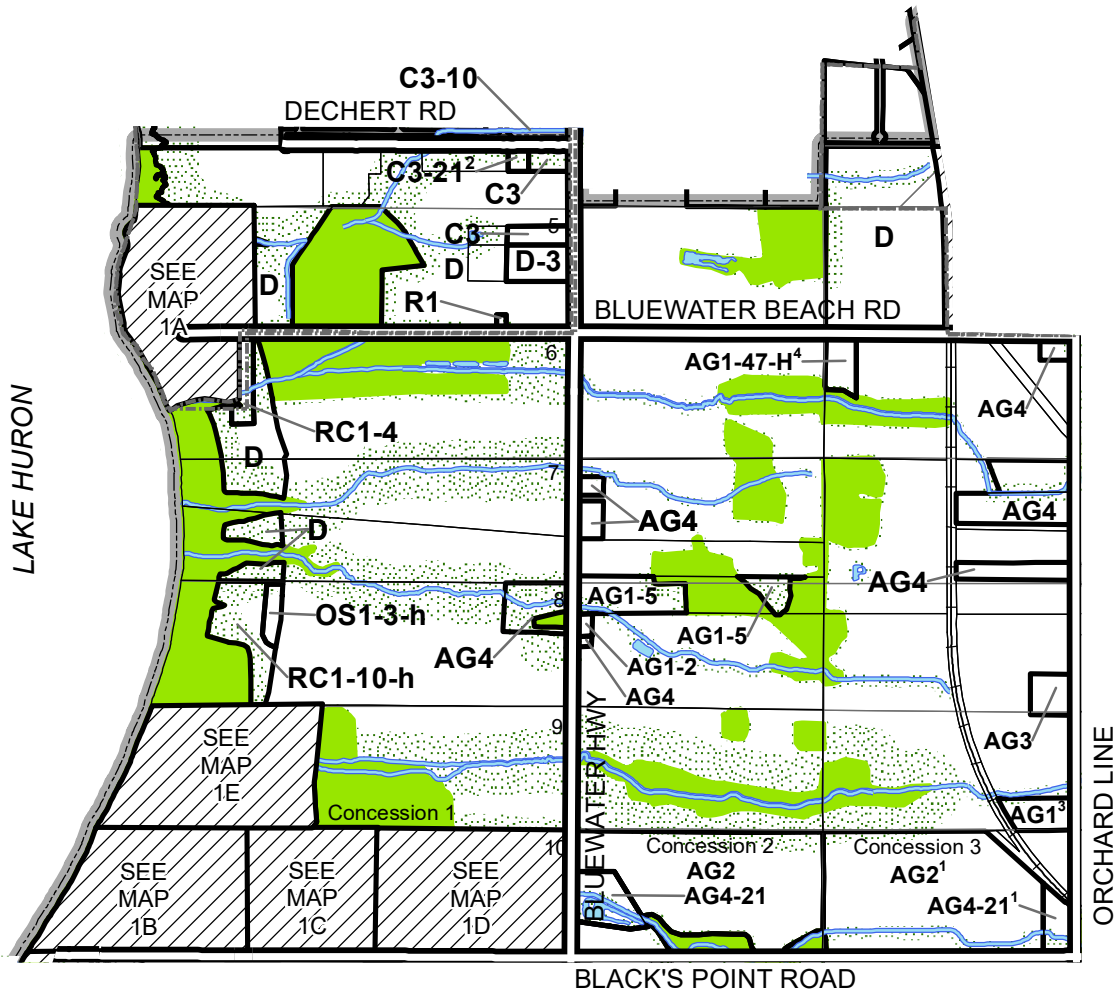 C3-10
DECHERT RD
C3-21²
C3
C3
5
D
D
D-3
D
SEE
MAP
1A
R1
BLUEWATER BEACH RD
6
AG1-47-H⁴
AG4
LAKE HURON
RC1-4
D
7
AG4
AG4
D
AG4
8
AG1-5
OS1-3-h
AG1-5
AG4
AG1-2
RC1-10-h
AG4
BLUEWATER HWY
9
AG3
SEE
MAP
1E
ORCHARD LINE
Concession 1
AG1³
10
Concession 2
Concession 3
AG2
AG2¹
AG4-21
AG4-21¹
SEE
MAP
1B
SEE
MAP
1C
SEE
MAP
1D
BLACK'S POINT ROAD